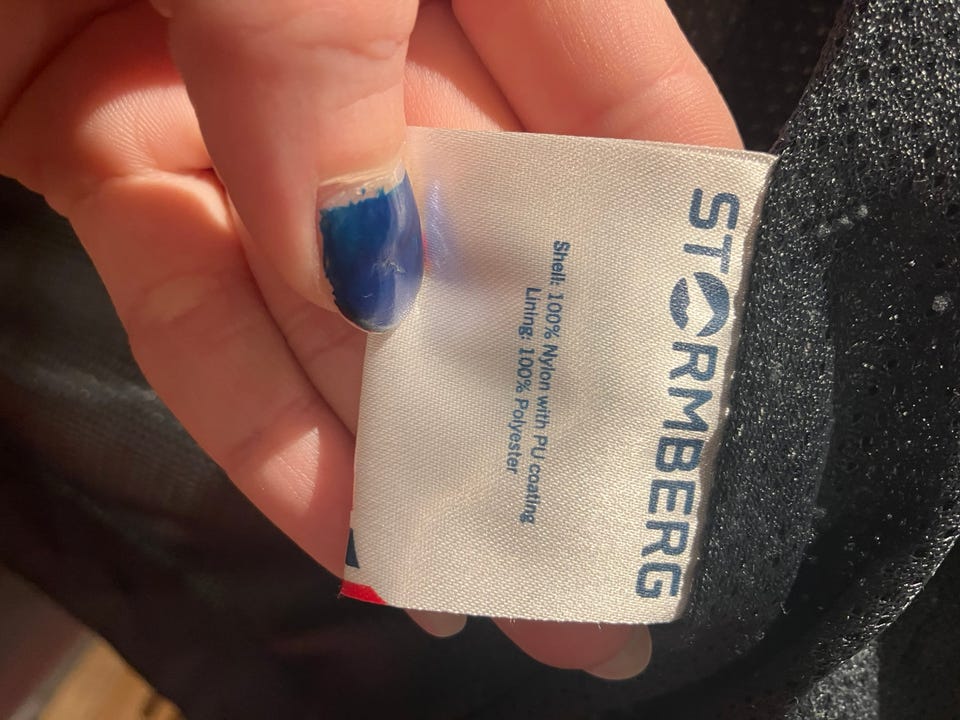 STORMBERG
Shell: 100% Nylon with PU coating
Lining: 100% Polyester